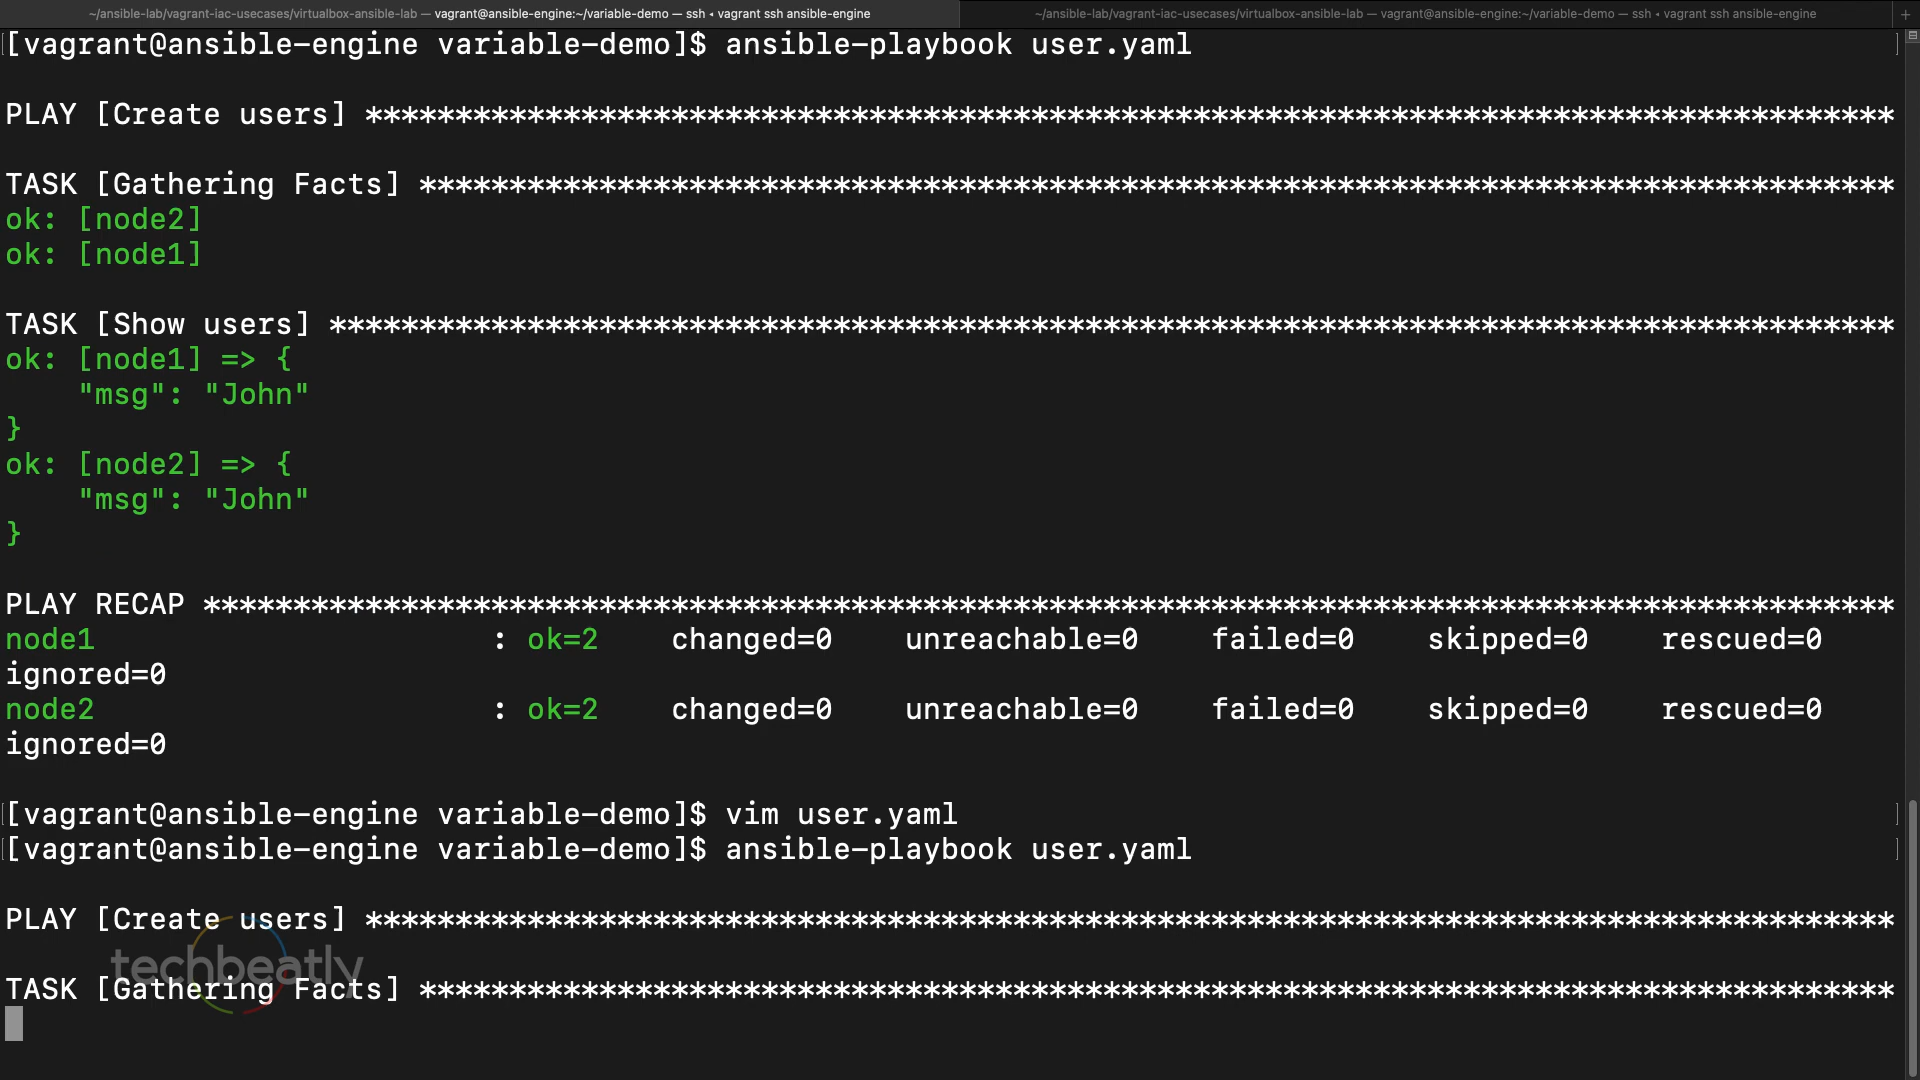 ~/ansible-lab/vagrant-iac-usecases/virtualbox-ansible-lab — vagrant@ansible-engine:~/variable-demo — ssh ◂ vagrant ssh ansible-engine
~/ansible-lab/vagrant-iac-usecases/virtualbox-ansible-lab — vagrant@ansible-engine:~/variable-demo — ssh ◂ vagrant ssh ansible-engine +
[vagrant@ansible-engine variable-demo]$ ansible-playbook user.yaml
PLAY [Create users] *************************************************************************************
TASK [Gathering Facts] **********************************************************************************
ok: [node2]
ok: [node1]
TASK [Show users] ***************************************************************************************
ok: [node1] => {
    "msg": "John"
}
ok: [node2] => {
    "msg": "John"
}
PLAY RECAP **********************************************************************************************
node1                      : ok=2    changed=0    unreachable=0    failed=0    skipped=0    rescued=0
ignored=0
node2                      : ok=2    changed=0    unreachable=0    failed=0    skipped=0    rescued=0
ignored=0
[vagrant@ansible-engine variable-demo]$ vim user.yaml
[vagrant@ansible-engine variable-demo]$ ansible-playbook user.yaml
PLAY [Create users] *************************************************************************************
techbeatly
TASK [Gathering Facts] **********************************************************************************